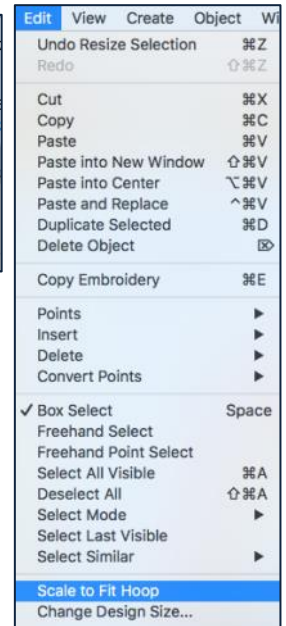 Edit View Create Object Wi
Undo Resize Selection ⌘Z
Redo ⇧⌘Z
Cut ⌘X
Copy ⌘C
Paste ⌘V
Paste into New Window ⇧⌘V
Paste into Center ⌥⌘V
Paste and Replace ^⌘V
Duplicate Selected ⌘D
Delete Object ⌦
Copy Embroidery ⌘E
Points ▶
Insert ▶
Delete ▶
Convert Points ▶
✓ Box Select Space
Freehand Select
Freehand Point Select
Select All Visible ⌘A
Deselect All ⇧⌘A
Select Mode ▶
Select Last Visible
Select Similar ▶
Scale to Fit Hoop
Change Design Size...